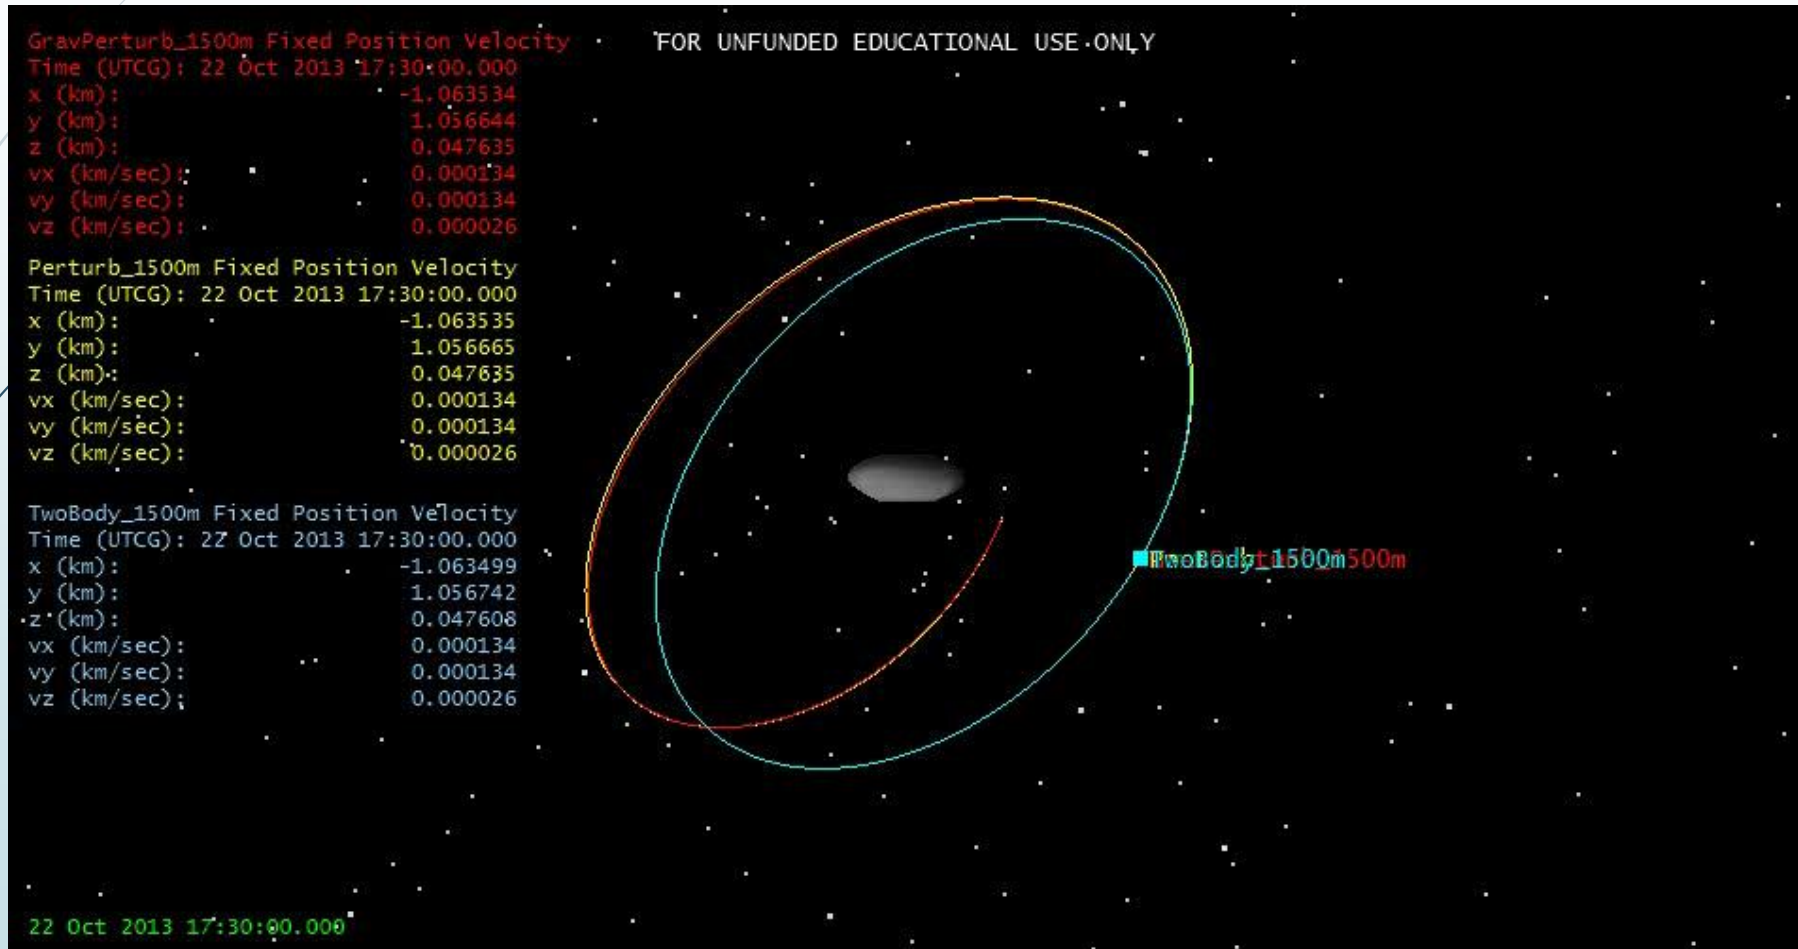 GravPerturb_1500m Fixed Position Velocity
Time (UTCG): 22 Oct 2013 17:30:00.000
x (km): -1.063534
y (km): 1.056644
z (km): 0.047635
vx (km/sec): 0.000134
vy (km/sec): 0.000134
vz (km/sec): 0.000026
FOR UNFUNDED EDUCATIONAL USE ONLY
Perturb_1500m Fixed Position Velocity
Time (UTCG): 22 Oct 2013 17:30:00.000
x (km): -1.063535
y (km): 1.056665
z (km): 0.047635
vx (km/sec): 0.000134
vy (km/sec): 0.000134
vz (km/sec): 0.000026
TwoBody_1500m Fixed Position Velocity
Time (UTCG): 22 Oct 2013 17:30:00.000
x (km): -1.063499
y (km): 1.056742
z (km): 0.047608
vx (km/sec): 0.000134
vy (km/sec): 0.000134
vz (km/sec): 0.000026
TwoBody_1500m
22 Oct 2013 17:30:00.000